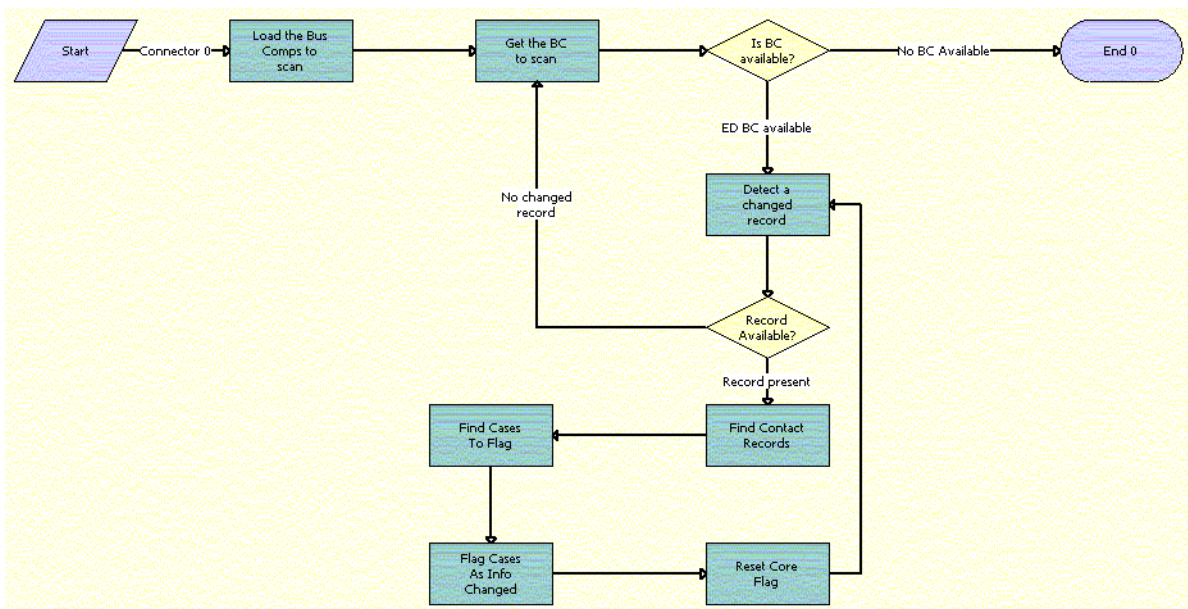 Start
Connector 0
Load the Bus
Comps to
scan
Get the BC
to scan
Is BC
available?
No BC Available
End 0
ED BC available
No changed
record
Detect a
changed
record
Record
Available?
Record present
Find Cases
To Flag
Find Contact
Records
Flag Cases
As Info
Changed
Reset Core
Flag